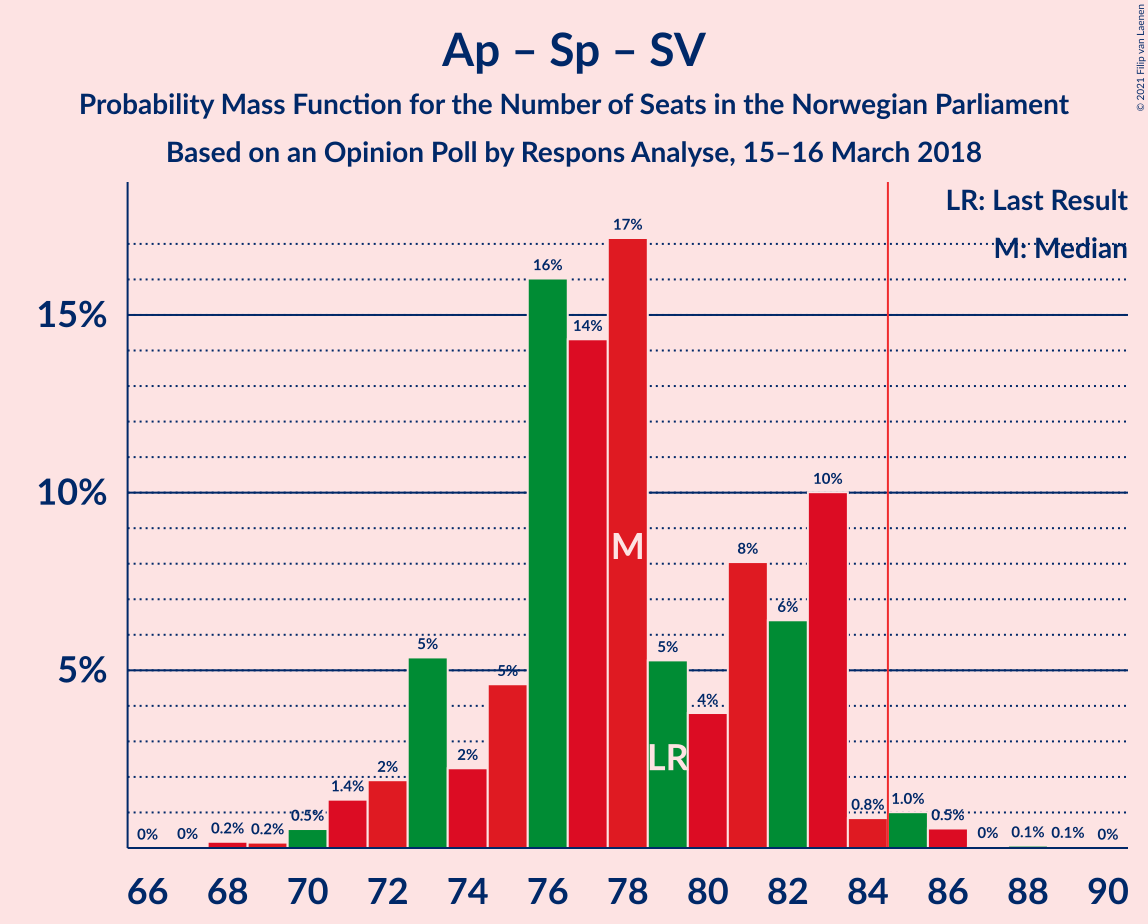 Ap – Sp – SV
Probability Mass Function for the Number of Seats in the Norwegian Parliament
Based on an Opinion Poll by Respons Analyse, 15–16 March 2018
© 2021 Filip van Laenen
LR: Last Result
M: Median
15%
10%
5%
0% 0% 0.2% 0.2% 0.5% 1.4% 2% 5% 2% 5% 16% 14% 17% 5% 4% 8% 6% 10% 0.8% 1.0% 0.5% 0% 0.1% 0.1% 0%
M
LR
66 68 70 72 74 76 78 80 82 84 86 88 90